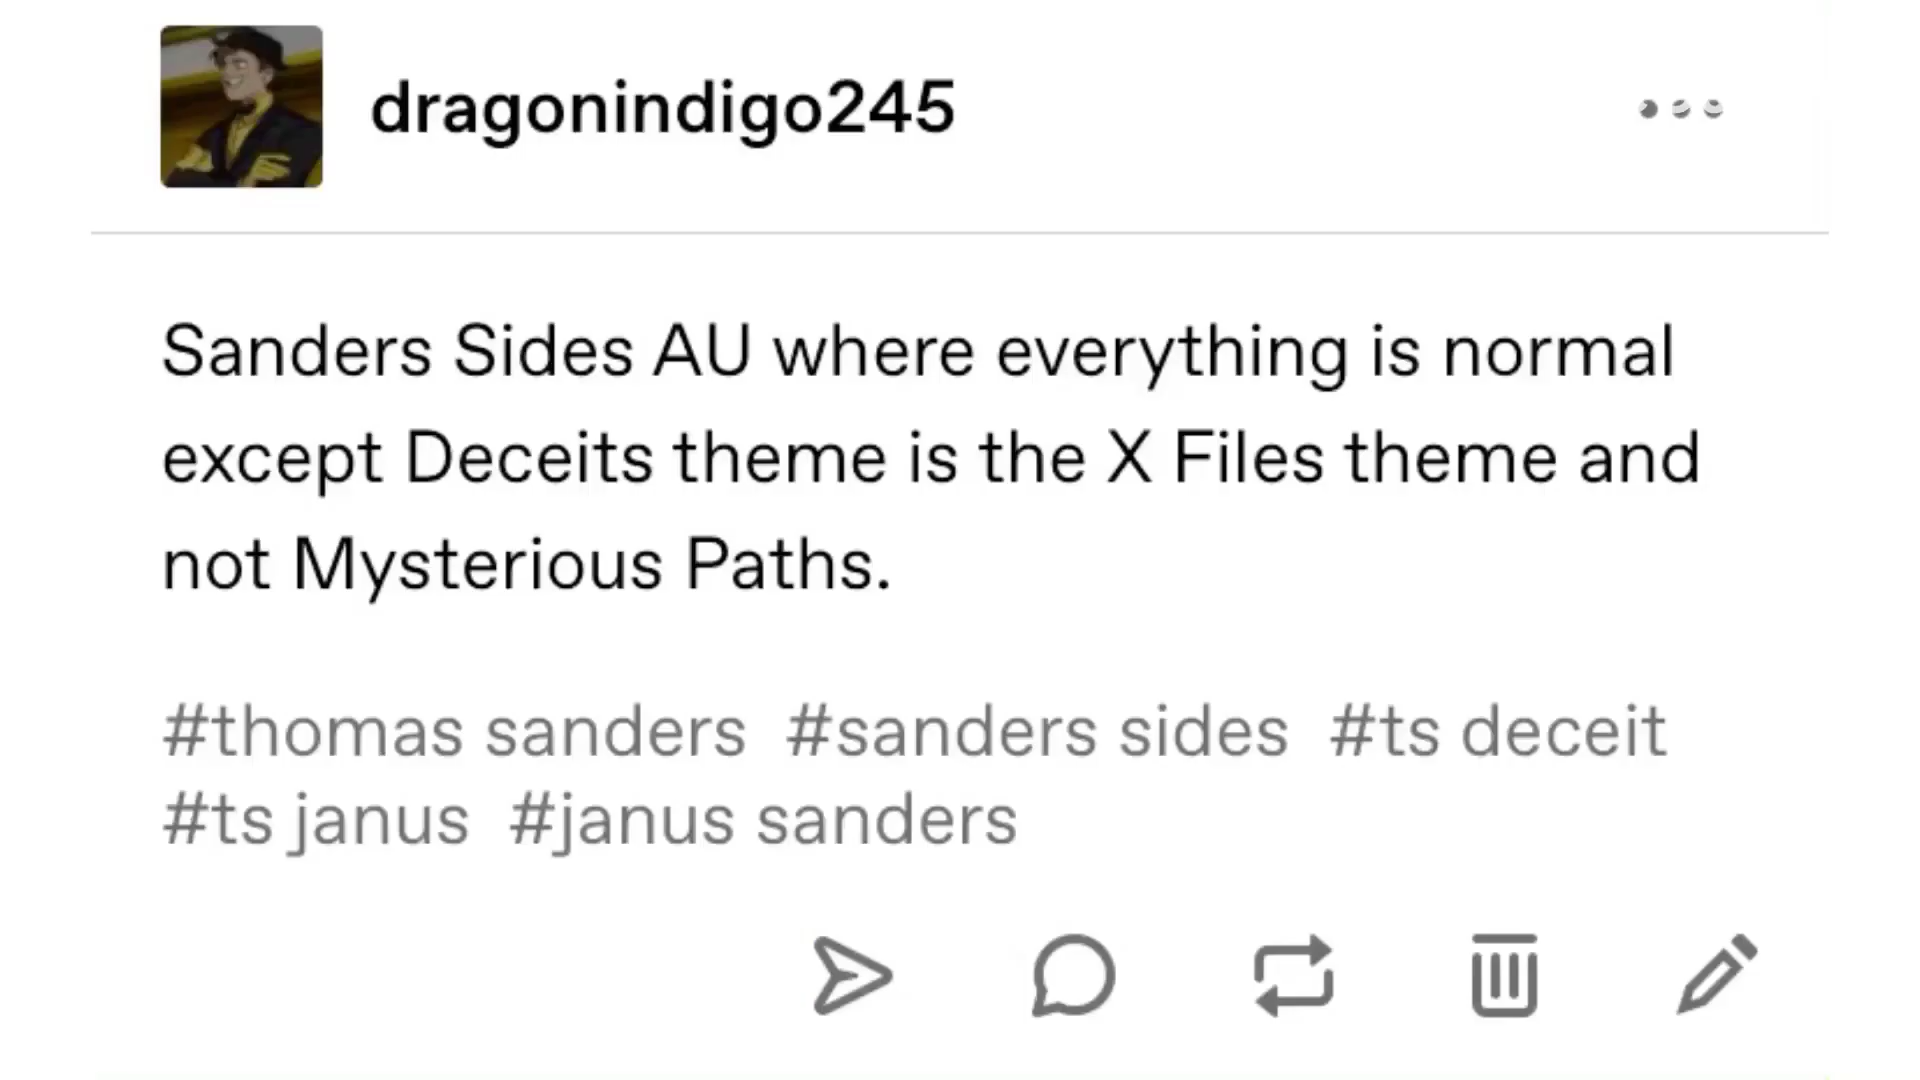 dragonindigo245
Sanders Sides AU where everything is normal
except Deceits theme is the X Files theme and
not Mysterious Paths.
#thomas sanders #sanders sides #ts deceit
#ts janus #janus sanders